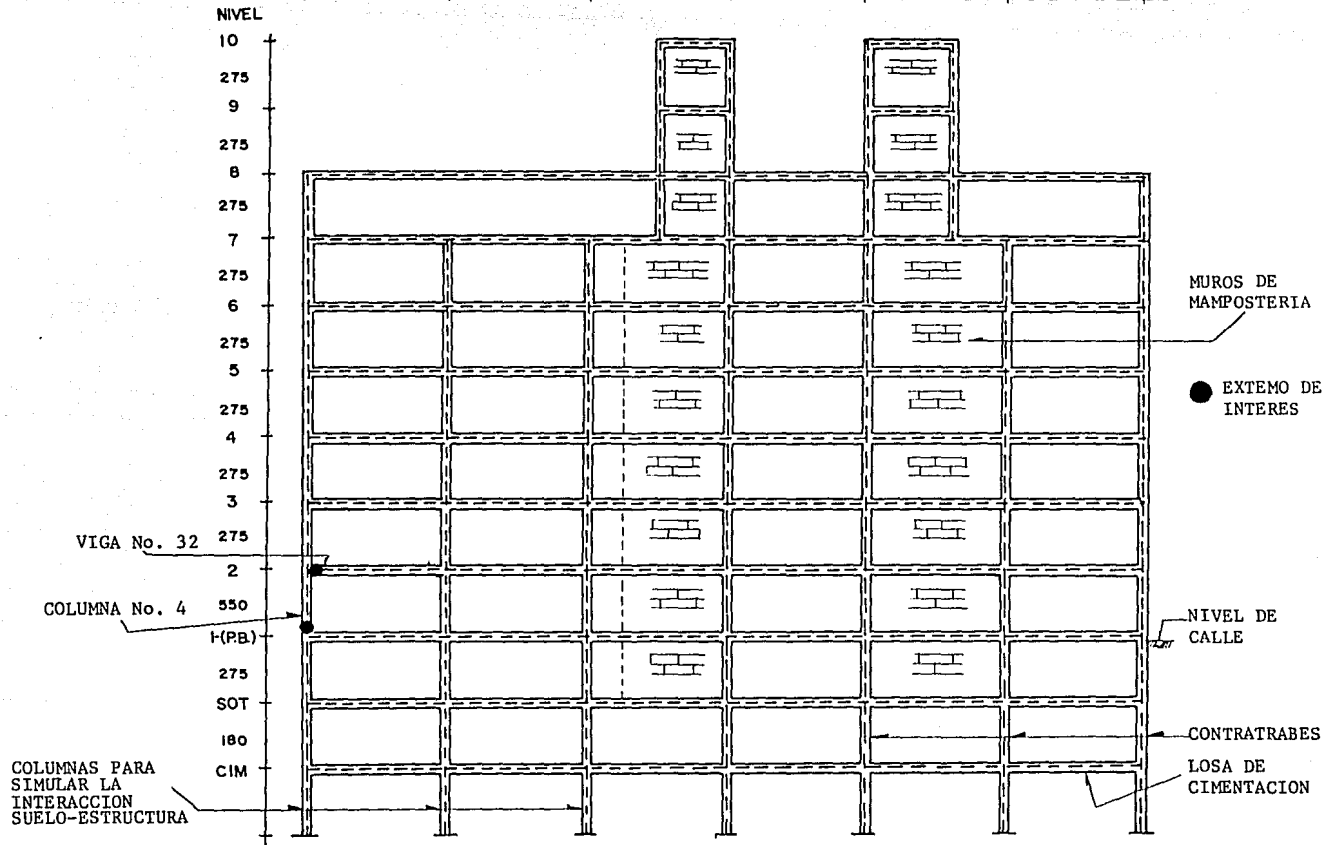 NIVEL
10
275
9
275
8
275
7
275
6
275
5
275
4
275
3
275
2
550
1-(P.B.)
275
SOT
180
CIM
VIGA No. 32
COLUMNA No. 4
COLUMNAS PARA
SIMULAR LA
INTERACCION
SUELO-ESTRUCTURA
MUROS DE
MAMPOSTERIA
EXTEMO DE
INTERES
NIVEL DE
CALLE
CONTRATRABES
LOSA DE
CIMENTACION